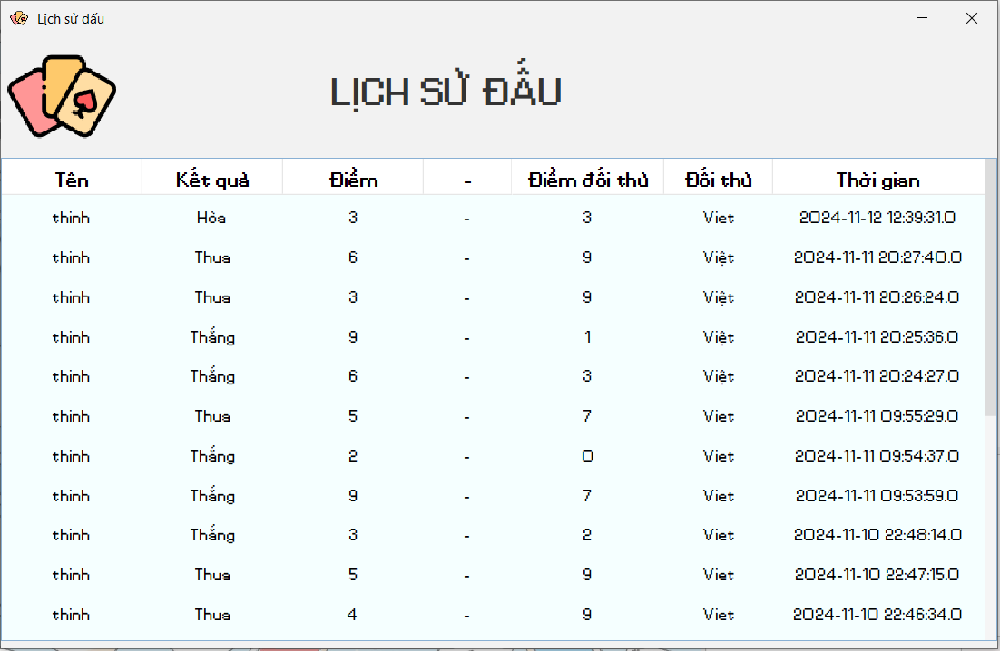 Lịch sử đấu
LỊCH SỬ ĐẤU
Tên Kết quả Điểm - Điểm đối thủ Đối thủ Thời gian
thinh Hòa 3 - 3 Viet 2024-11-12 12:39:31.0
thinh Thua 6 - 9 Việt 2024-11-11 20:27:40.0
thinh Thua 3 - 9 Việt 2024-11-11 20:26:24.0
thinh Thắng 9 - 1 Việt 2024-11-11 20:25:36.0
thinh Thắng 6 - 3 Việt 2024-11-11 20:24:27.0
thinh Thua 5 - 7 Viet 2024-11-11 09:55:29.0
thinh Thắng 2 - 0 Viet 2024-11-11 09:54:37.0
thinh Thắng 9 - 7 Viet 2024-11-11 09:53:59.0
thinh Thắng 3 - 2 Viet 2024-11-10 22:48:14.0
thinh Thua 5 - 9 Viet 2024-11-10 22:47:15.0
thinh Thua 4 - 9 Viet 2024-11-10 22:46:34.0